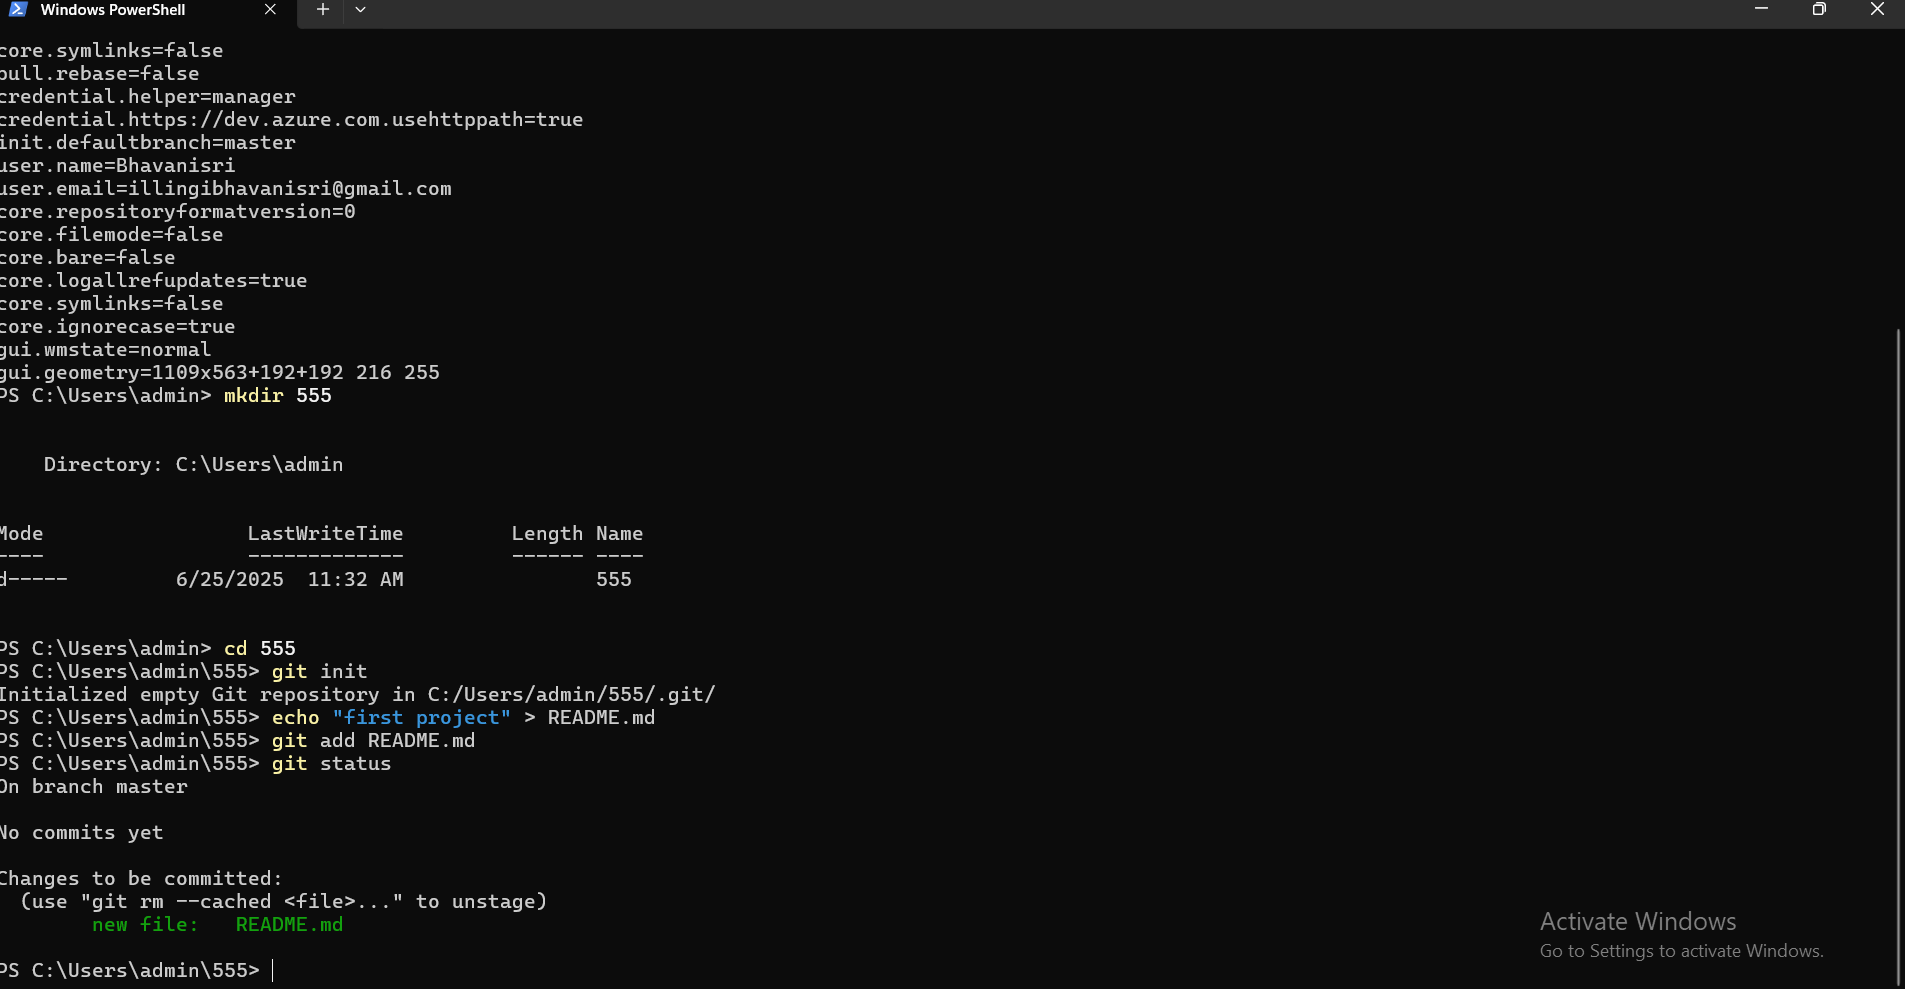 Windows PowerShell
core.symlinks=false
pull.rebase=false
credential.helper=manager
credential.https://dev.azure.com.usehttppath=true
init.defaultbranch=master
user.name=Bhavanisri
user.email=illingibhavanisri@gmail.com
core.repositoryformatversion=0
core.filemode=false
core.bare=false
core.logallrefupdates=true
core.symlinks=false
core.ignorecase=true
gui.wmstate=normal
gui.geometry=1109x563+192+192 216 255
PS C:\Users\admin> mkdir 555
    Directory: C:\Users\admin
Mode                 LastWriteTime         Length Name
----                 -------------         ------ ----
d-----         6/25/2025  11:32 AM                555
PS C:\Users\admin> cd 555
PS C:\Users\admin\555> git init
Initialized empty Git repository in C:/Users/admin/555/.git/
PS C:\Users\admin\555> echo "first project" > README.md
PS C:\Users\admin\555> git add README.md
PS C:\Users\admin\555> git status
On branch master
No commits yet
Changes to be committed:
  (use "git rm --cached <file>..." to unstage)
        new file:   README.md
PS C:\Users\admin\555>
Activate Windows
Go to Settings to activate Windows.